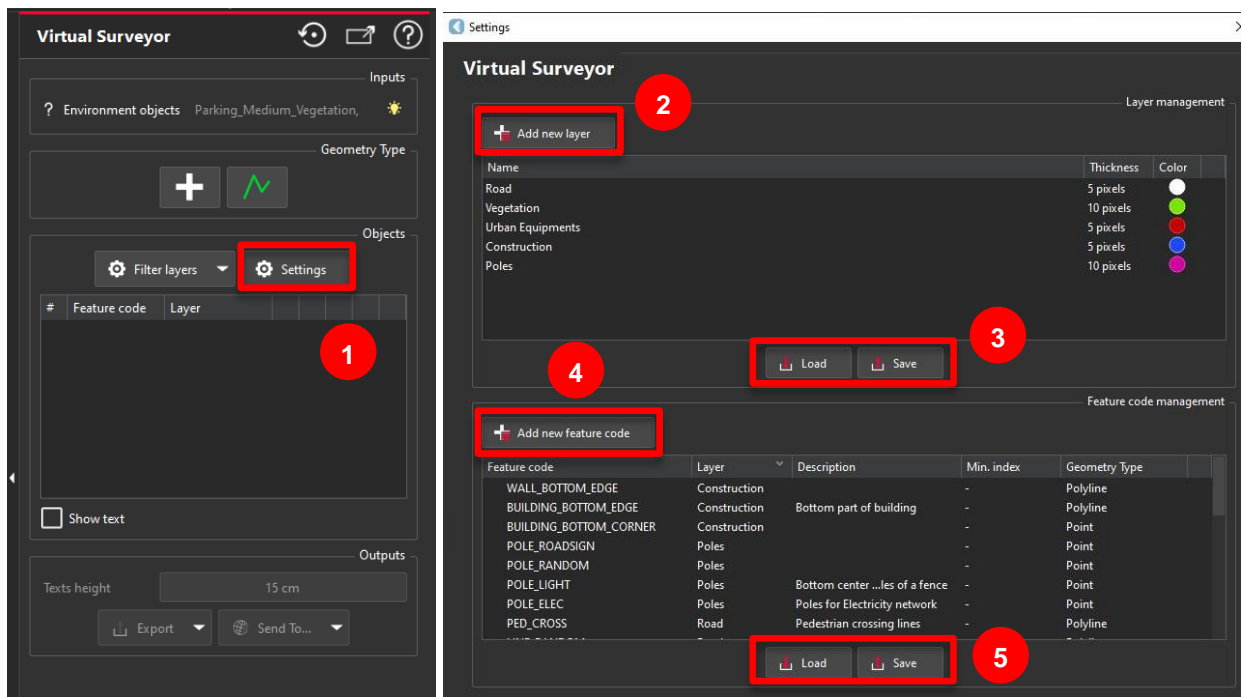 Virtual Surveyor
Inputs
? Environment objects Parking_Medium_Vegetation,
Geometry Type
Objects
Filter layers Settings
# Feature code Layer
1
Show text
Outputs
Texts height 15 cm
Export Send To...
Settings
Virtual Surveyor
2
Layer management
Add new layer
Name Thickness Color
Road 5 pixels
Vegetation 10 pixels
Urban Equipments 5 pixels
Construction 5 pixels
Poles 10 pixels
3
Load Save
4
Feature code management
Add new feature code
Feature code Layer Description Min. index Geometry Type
WALL_BOTTOM_EDGE Construction - Polyline
BUILDING_BOTTOM_EDGE Construction Bottom part of building - Polyline
BUILDING_BOTTOM_CORNER Construction - Point
POLE_ROADSIGN Poles - Point
POLE_RANDOM Poles - Point
POLE_LIGHT Poles Bottom center ...les of a fence - Point
POLE_ELEC Poles Poles for Electricity network - Point
PED_CROSS Road Pedestrian crossing lines - Polyline
Load Save
5